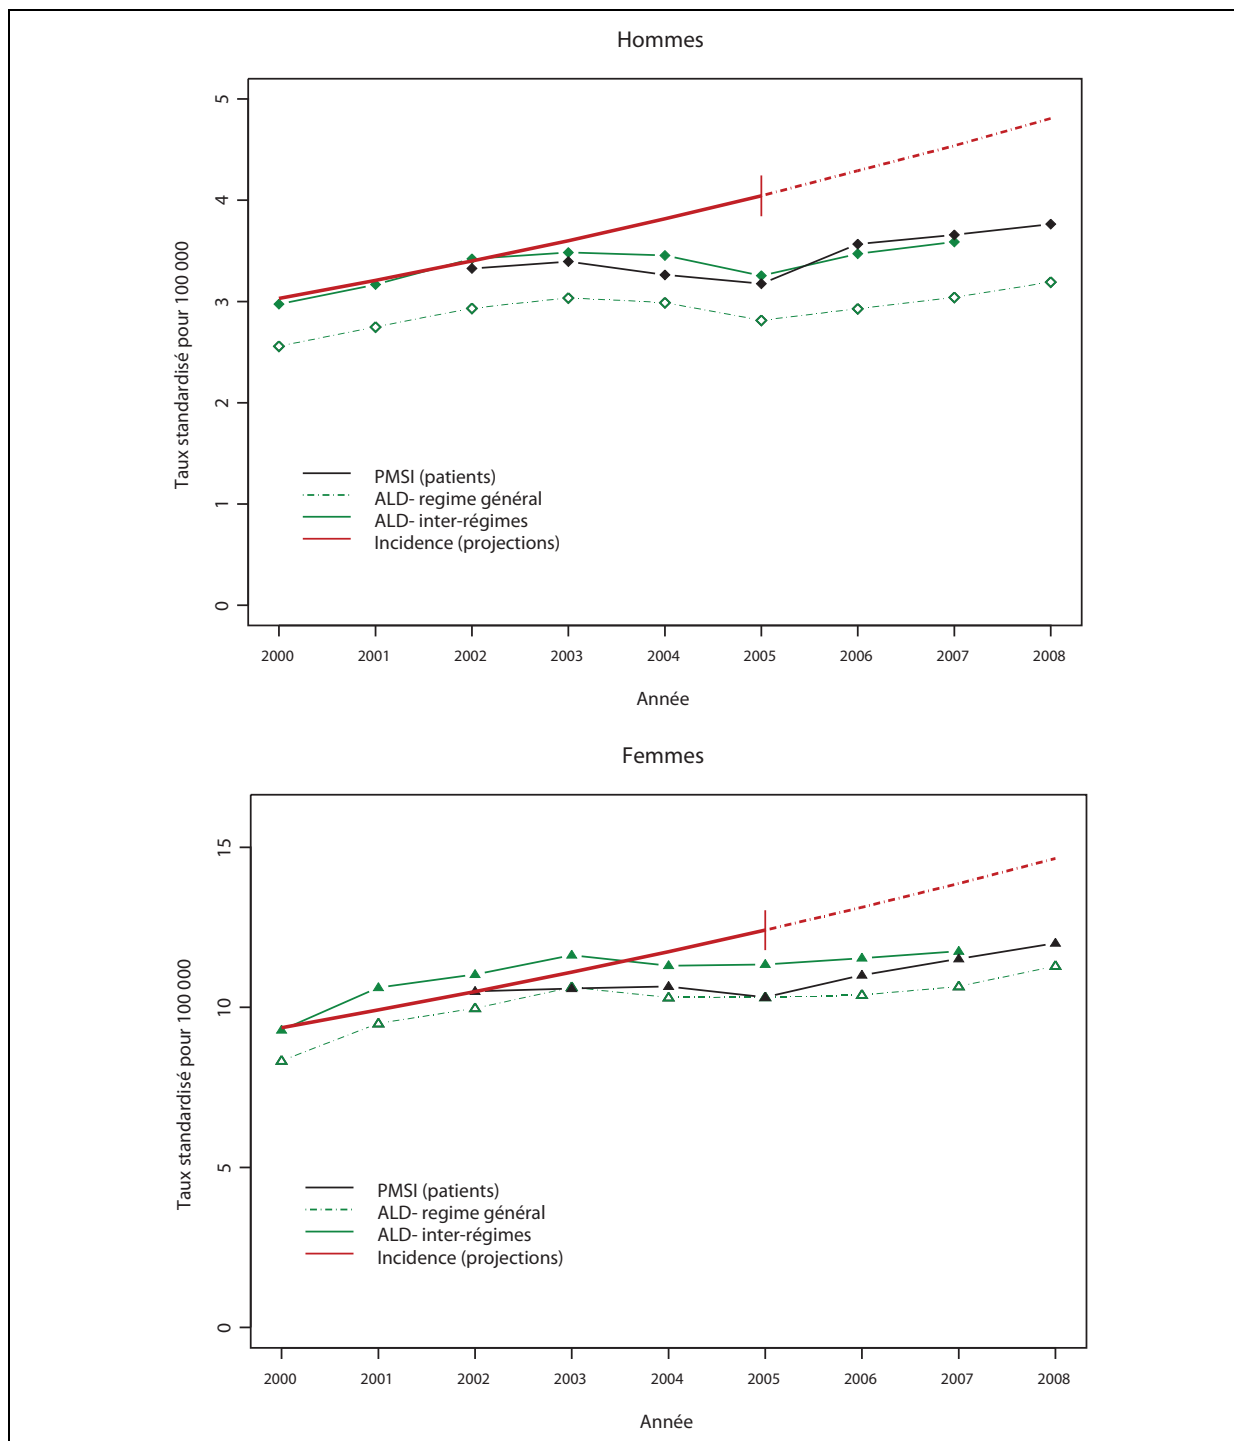 Hommes
Taux standardisé pour 100 000
5
4
3
2
1
0
PMSI (patients)
ALD- regime général
ALD- inter-régimes
Incidence (projections)
2000 2001 2002 2003 2004 2005 2006 2007 2008
Année
Femmes
Taux standardisé pour 100 000
15
10
5
0
PMSI (patients)
ALD- regime général
ALD- inter-régimes
Incidence (projections)
2000 2001 2002 2003 2004 2005 2006 2007 2008
Année